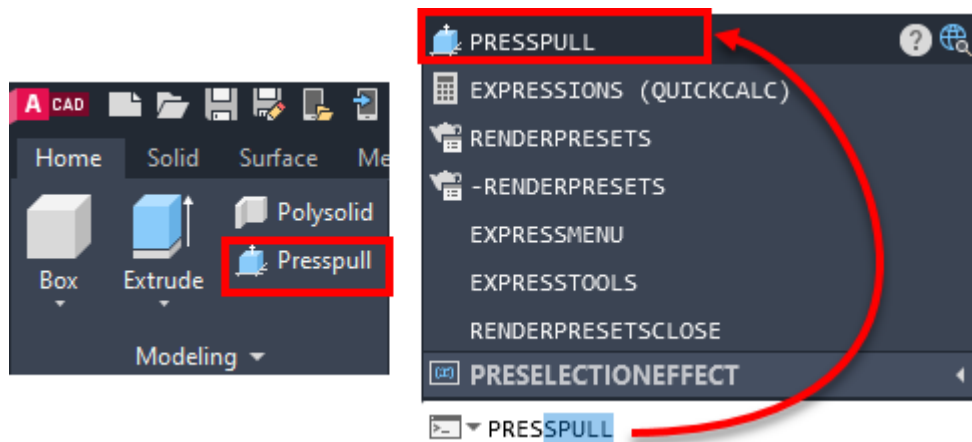 A CAD
Home Solid Surface Me
Polysolid
Presspull
Box Extrude
Modeling
PRESSPULL ?
EXPRESSIONS (QUICKCALC)
RENDERPRESETS
-RENDERPRESETS
EXPRESSMENU
EXPRESSTOOLS
RENDERPRESETSCLOSE
PRESELECTIONEFFECT
PRESSPULL